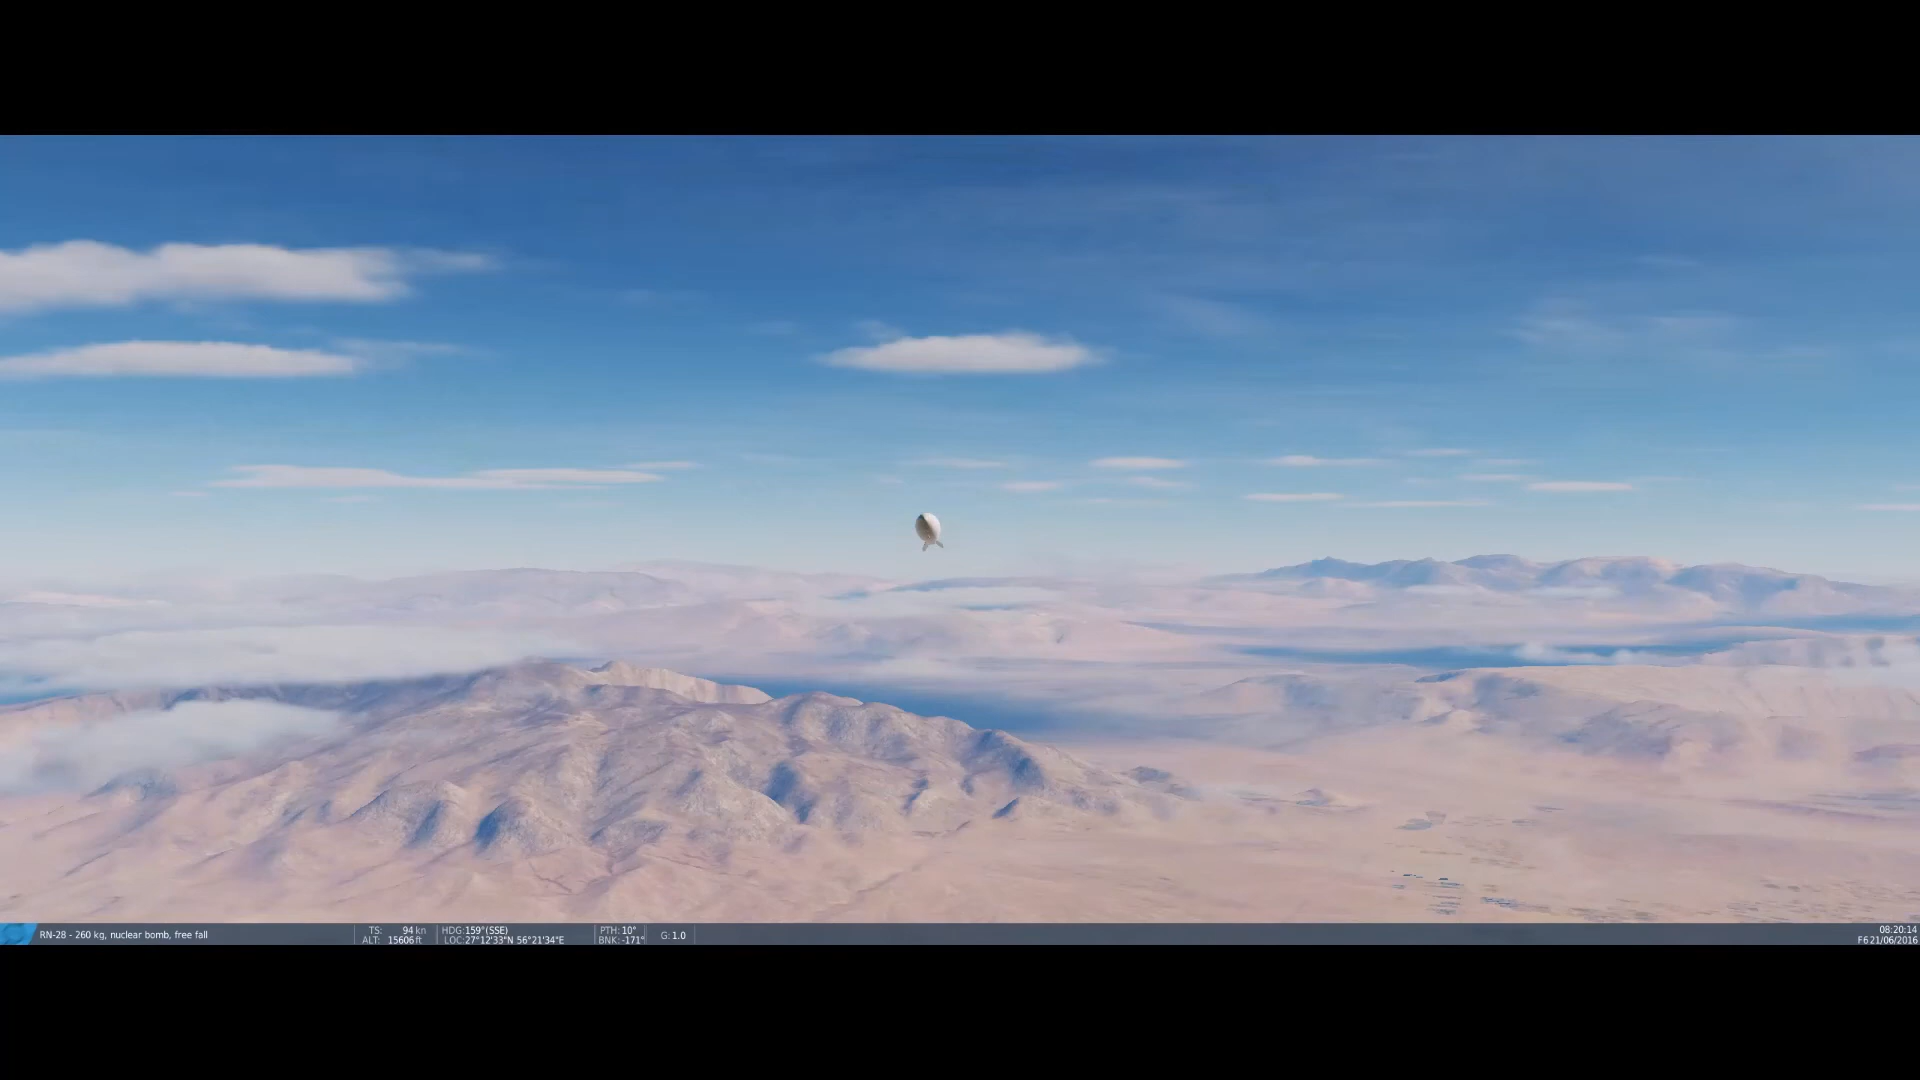 RN-28 - 260 kg, nuclear bomb, free fall
TS: 94 kn
ALT: 15606 ft
HDG: 159°(SSE)
LOC: 27°12'33"N 56°21'34"E
PTH: 10°
BNK: -171°
G: 1.0
08:20:14
F6 21/06/2016